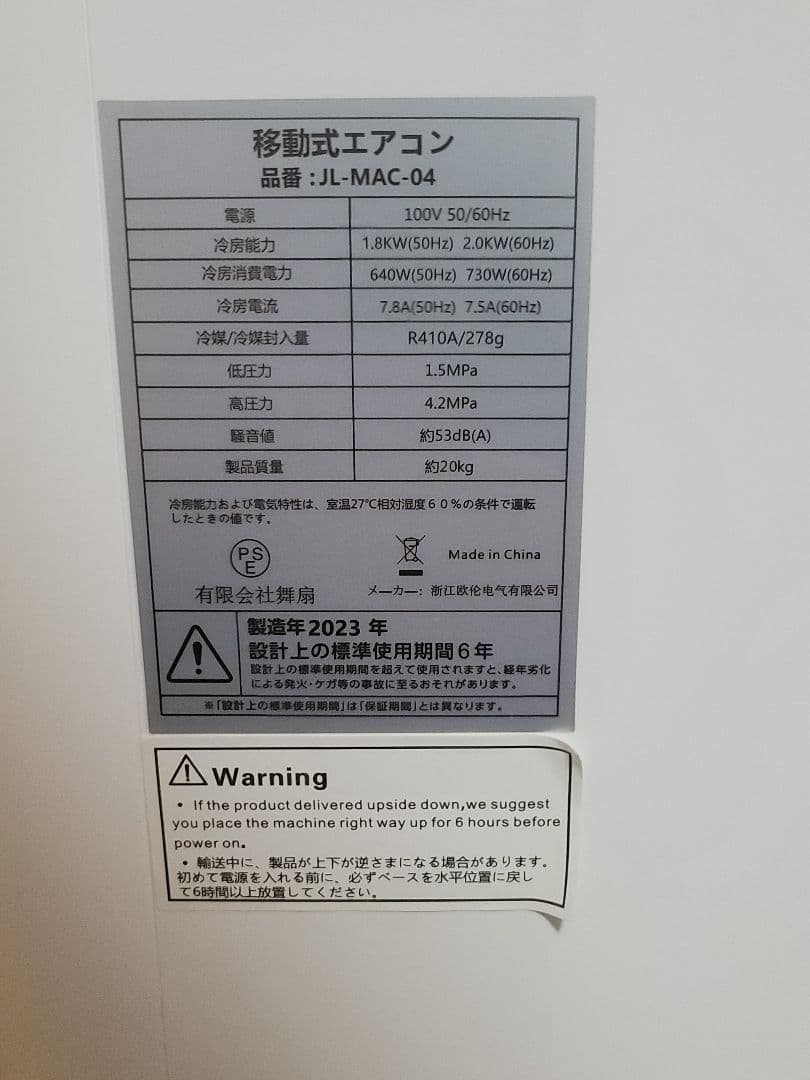 移動式エアコン
品番:JL-MAC-04
電源 100V 50/60Hz
冷房能力 1.8KW(50Hz) 2.0KW(60Hz)
冷房消費電力 640W(50Hz) 730W(60Hz)
冷房電流 7.8A(50Hz) 7.5A(60Hz)
冷媒/冷媒封入量 R410A/278g
低圧力 1.5MPa
高圧力 4.2MPa
騒音値 約53dB(A)
製品質量 約20kg
冷房能力および電気特性は、室温27℃相対湿度60%の条件で運転
したときの値です。
PSE
Made in China
有限会社舞扇
メーカー: 浙江欧伦电气有限公司
製造年2023 年
設計上の標準使用期間6年
設計上の標準使用期間を超えて使用されますと、経年劣化
による発火・ケガ等の事故に至るおそれがあります。
※「設計上の標準使用期間」は「保証期間」とは異なります。
Warning
• If the product delivered upside down,we suggest
you place the machine right way up for 6 hours before
power on.
• 輸送中に、製品が上下が逆さまになる場合があります。
初めて電源を入れる前に、必ずベースを水平位置に戻し
て6時間以上放置してください。